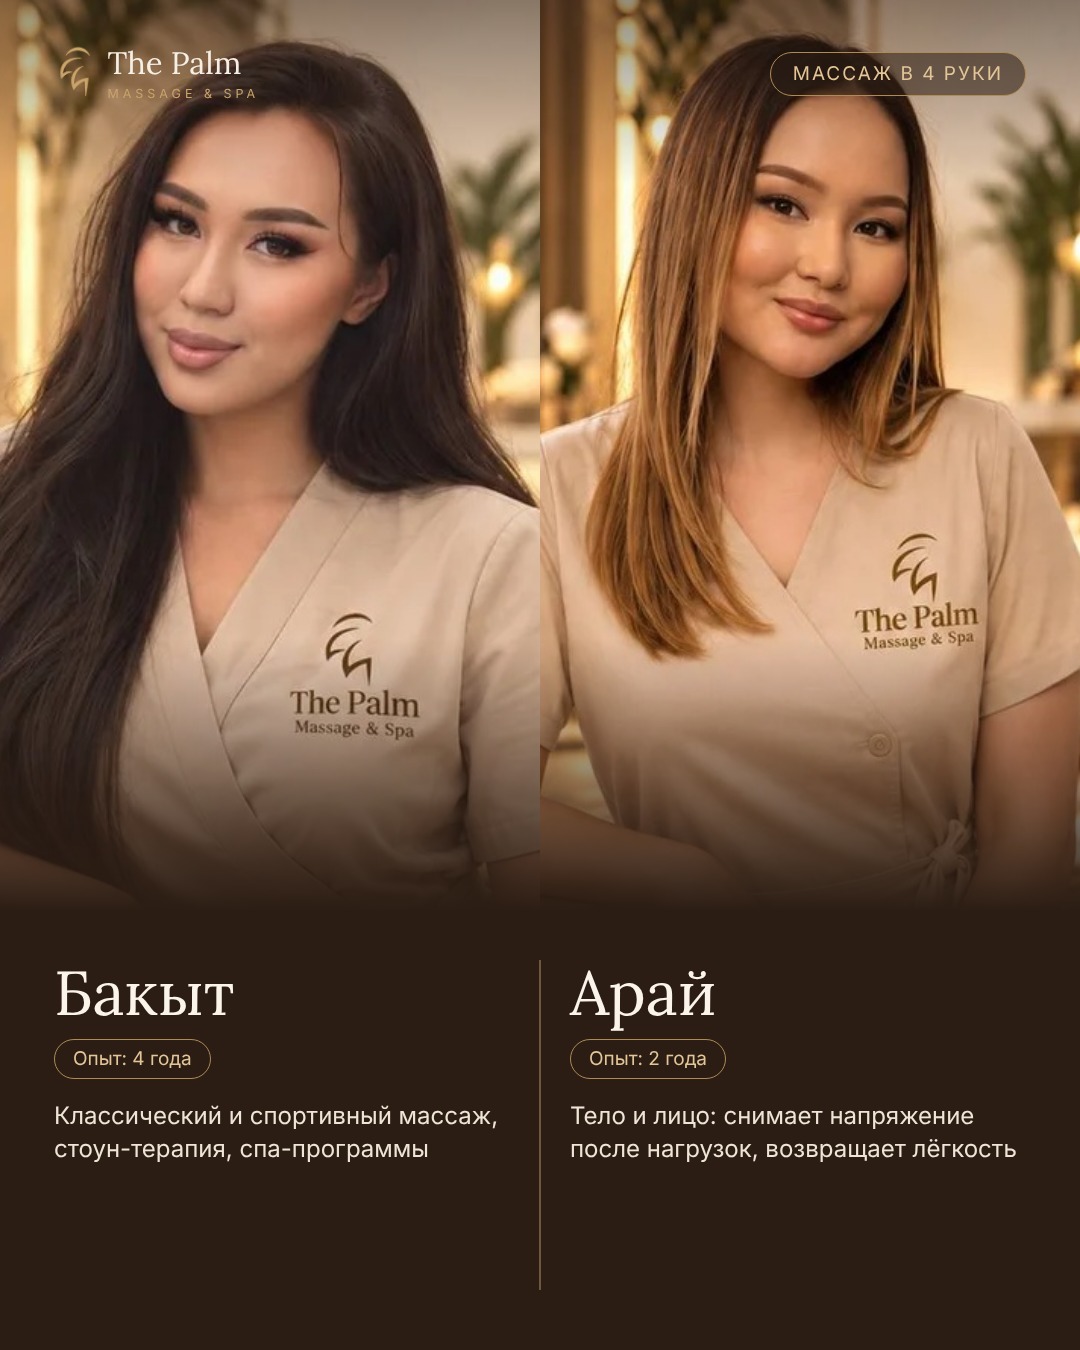 The Palm
MASSAGE & SPA
МАССАЖ В 4 РУКИ
The Palm
Massage & Spa
The Palm
Massage & Spa
Бакыт
Опыт: 4 года
Классический и спортивный массаж,
стоун-терапия, спа-программы
Арай
Опыт: 2 года
Тело и лицо: снимает напряжение
после нагрузок, возвращает лёгкость